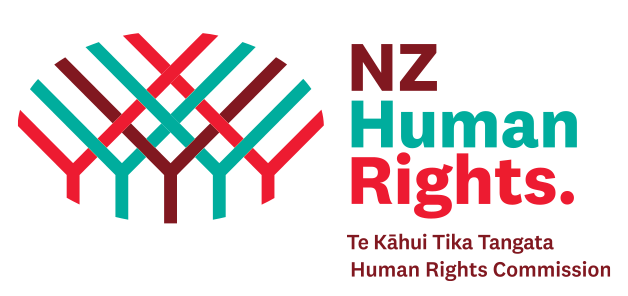 NZ
Human
Rights.
Te Kāhui Tika Tangata
Human Rights Commission